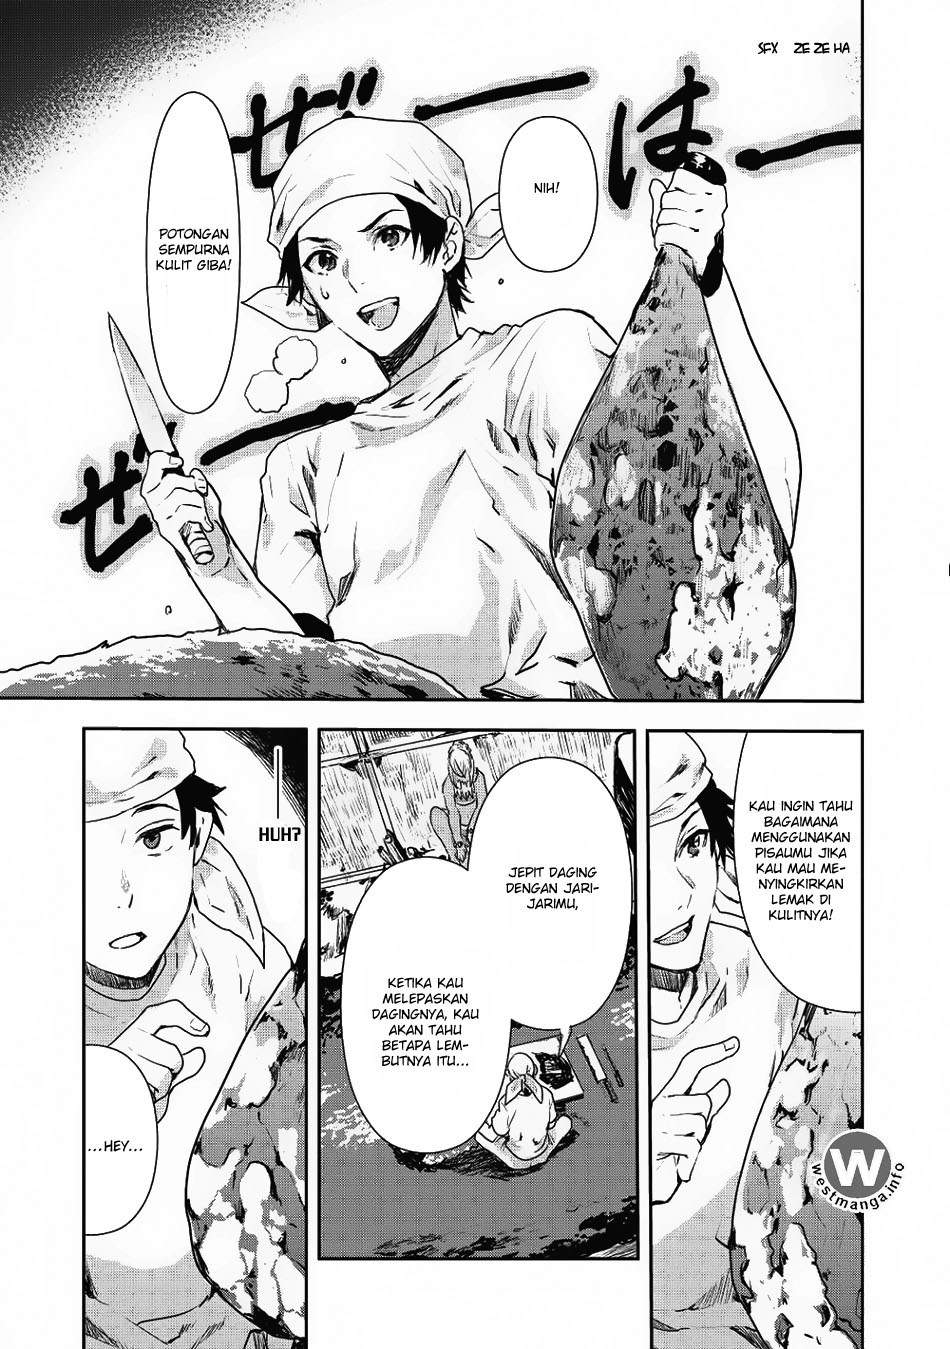 SFX ZE ZE HA
ぜーはー
NIH!
POTONGAN
SEMPURNA
KULIT GIBA!
ぜー
KAU INGIN TAHU
BAGAIMANA
MENGGUNAKAN
PISAUMU JIKA
KAU MAU ME-
NYINGKIRKAN
LEMAK DI
KULITNYA!
JEPIT DAGING
DENGAN JARI-
JARIMU,
KETIKA KAU
MELEPASKAN
DAGINGNYA, KAU
AKAN TAHU
BETAPA LEM-
BUTNYA ITU...
HUH?
...HEY...
W
westmanga.info